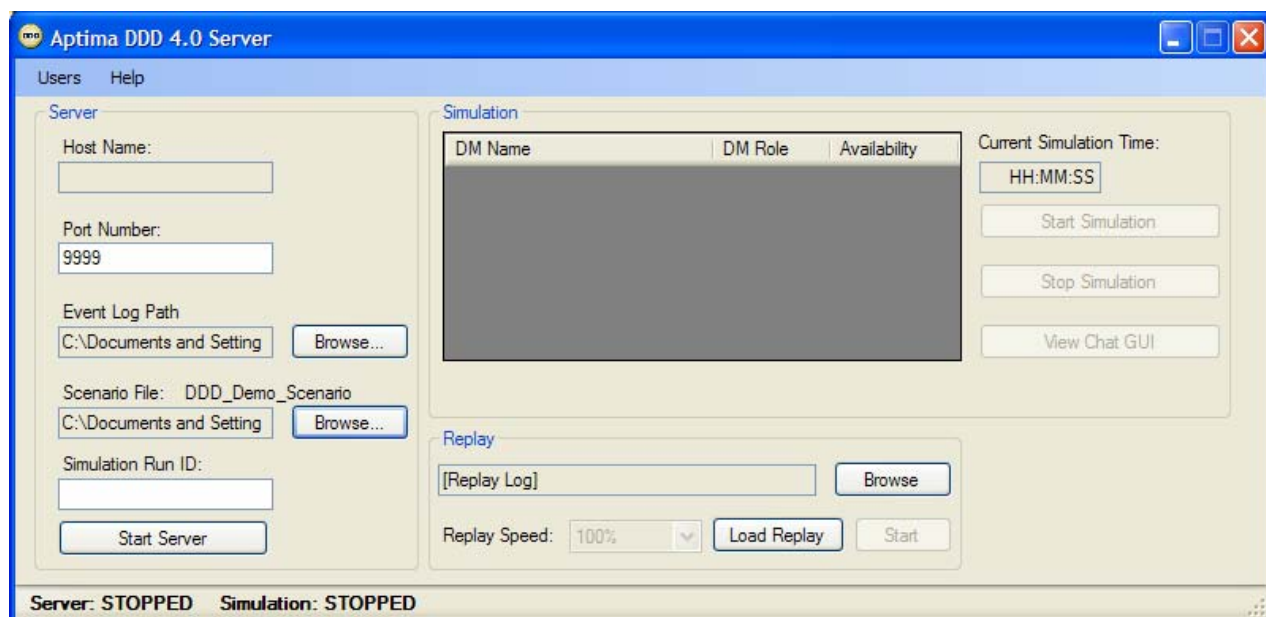 Aptima DDD 4.0 Server
Users Help
Server
Host Name:
Port Number:
9999
Event Log Path
C:\Documents and Setting Browse...
Scenario File: DDD_Demo_Scenario
C:\Documents and Setting Browse...
Simulation Run ID:
Start Server
Simulation
DM Name DM Role Availability
Current Simulation Time:
HH:MM:SS
Start Simulation
Stop Simulation
View Chat GUI
Replay
[Replay Log] Browse
Replay Speed: 100% Load Replay Start
Server: STOPPED Simulation: STOPPED